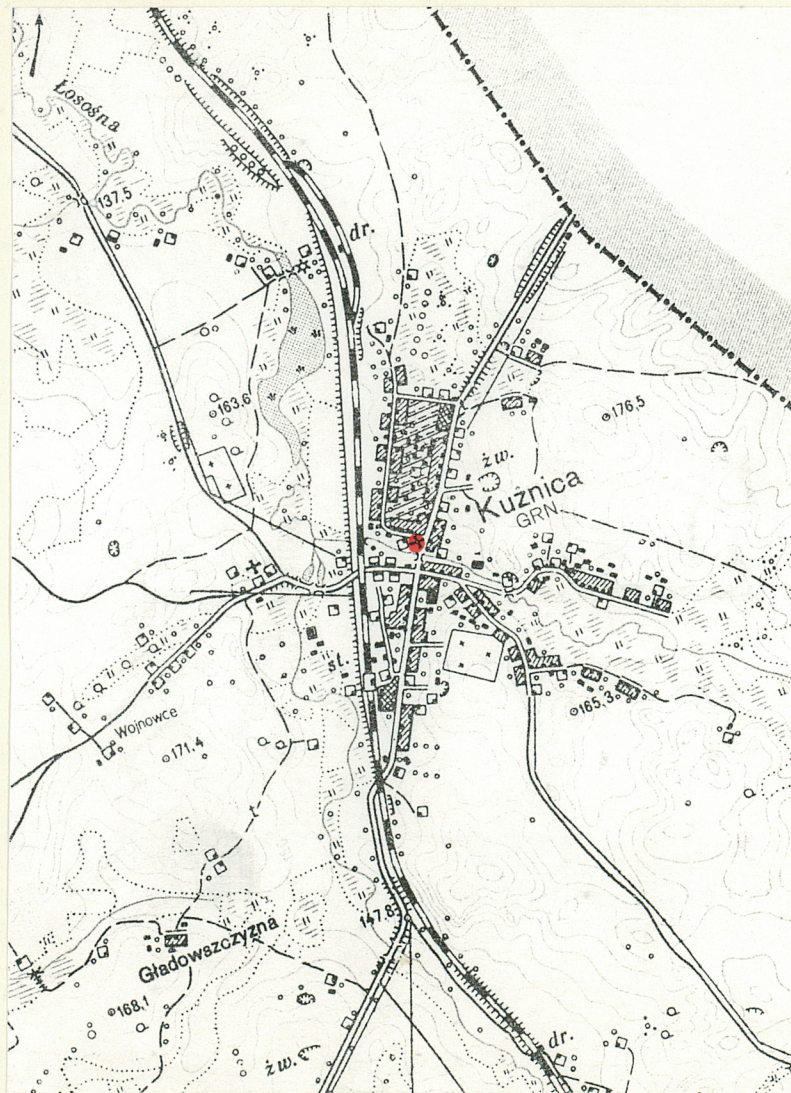 Łosośna
137.5
dr.
163.6
176,5
żw.
Kuźnica
GRN
st.
165.3
Wojnowce
171.4
147.8
Gładowszczyzna
168,1
żw.
dr.